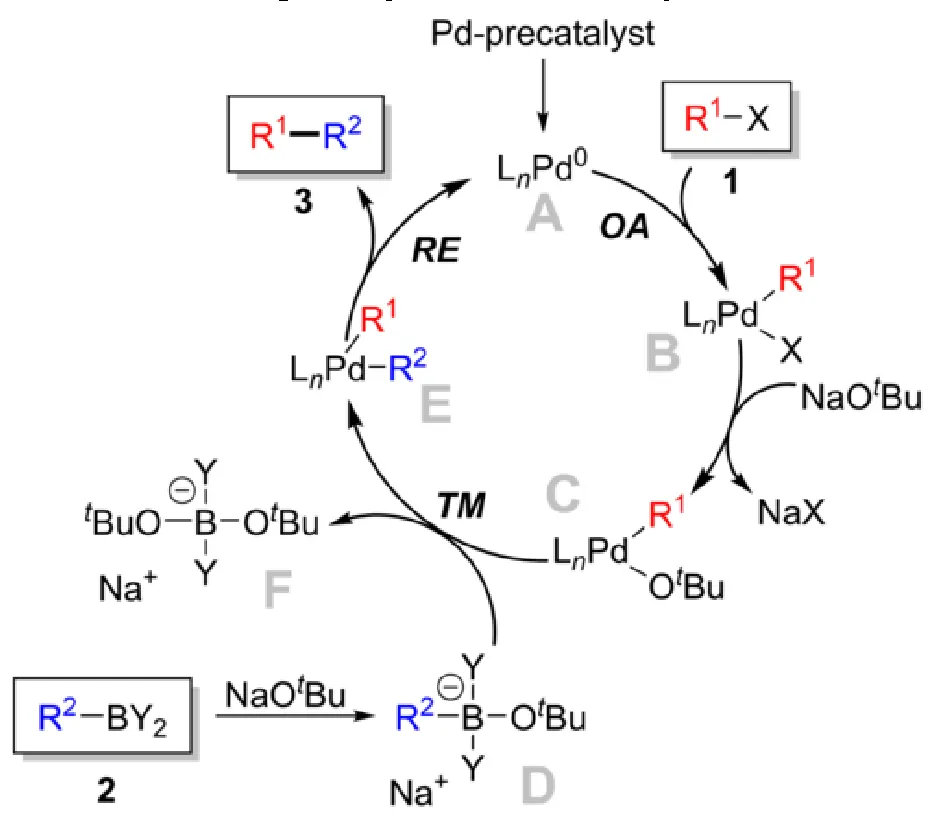 Pd-precatalyst
R¹–X
1
R¹–R²
3
LₙPd⁰
A
OA
RE
R¹
LₙPd
X
B
R¹
LₙPd–R²
E
NaOᵗBu
NaX
C
R¹
LₙPd
OᵗBu
TM
Y
⊖
ᵗBuO–B–OᵗBu
Y
Na⁺
F
R²–BY₂
2
NaOᵗBu
Y
⊖
R²–B–OᵗBu
Y
Na⁺
D